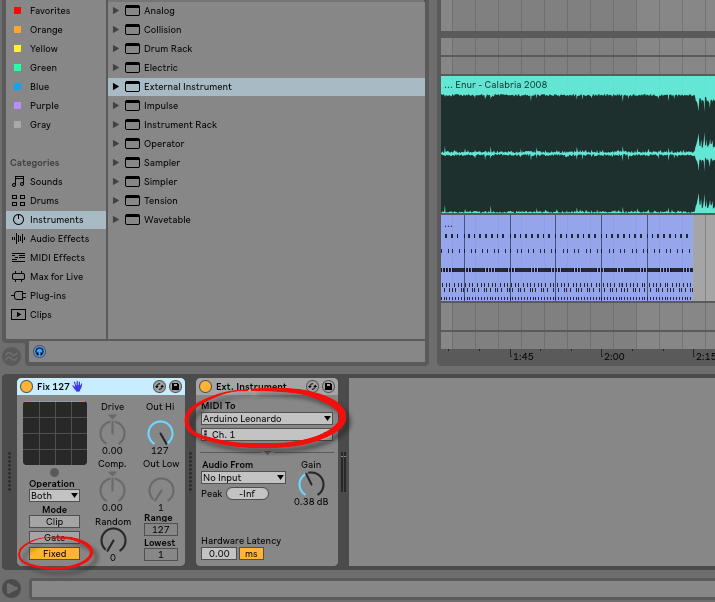 Favorites
Orange
Yellow
Green
Blue
Purple
Gray
Categories
Sounds
Drums
Instruments
Audio Effects
MIDI Effects
Max for Live
Plug-ins
Clips
Analog
Collision
Drum Rack
Electric
External Instrument
Impulse
Instrument Rack
Operator
Sampler
Simpler
Tension
Wavetable
... Enur - Calabria 2008
...
1:45
2:00
2:15
Fix 127
Drive
Out Hi
0.00
127
Comp.
Out Low
Operation
Both
0.00
1
Mode
Clip
Gate
Fixed
Random
0
Range
127
Lowest
1
Ext. Instrument
MIDI To
Arduino Leonardo
Ch. 1
Audio From
No Input
Peak
-Inf
Gain
0.38 dB
Hardware Latency
0.00
ms